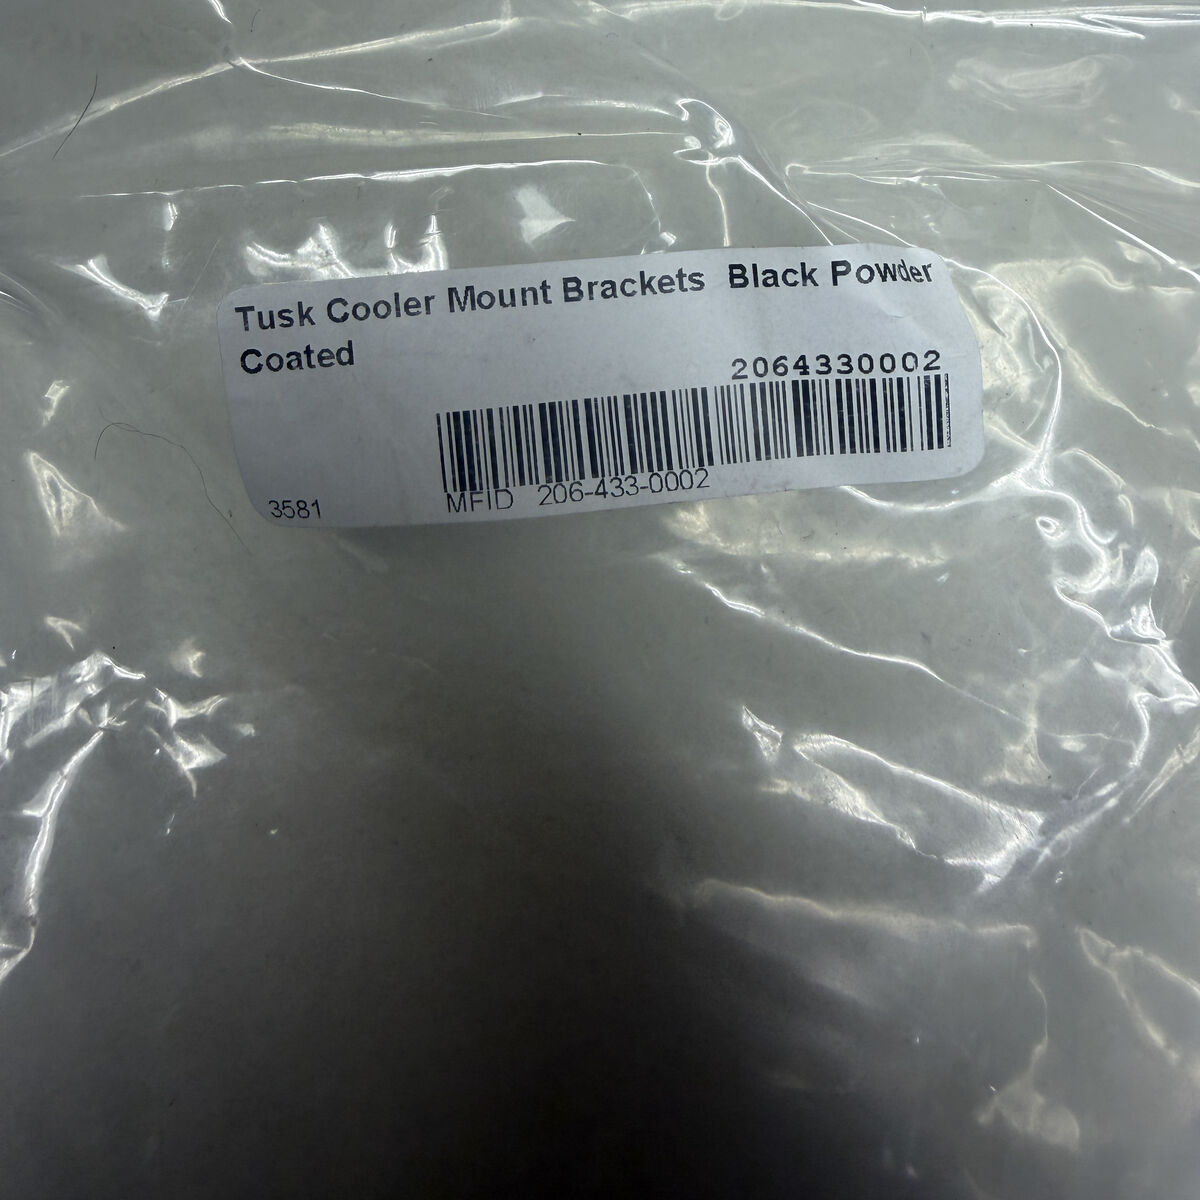 Tusk Cooler Mount Brackets  Black Powder
Coated
2064330002
MFID 206-433-0002
3581